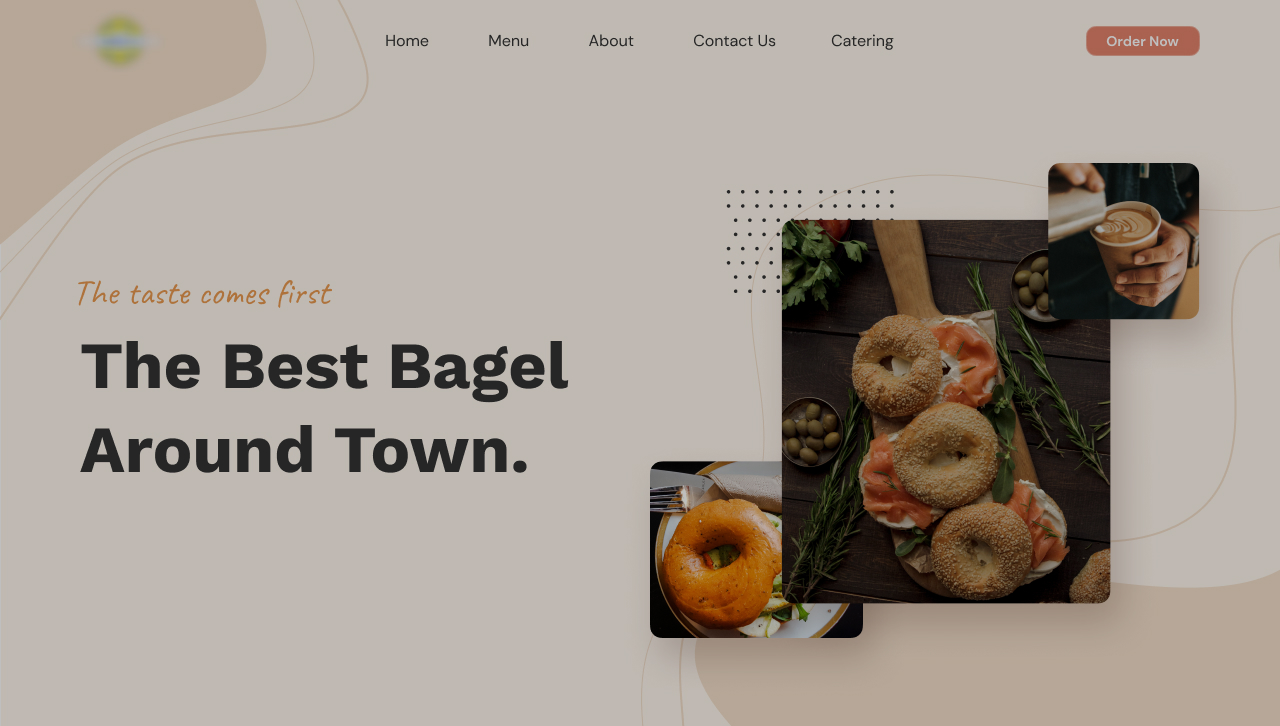 Home
Menu
About
Contact Us
Catering
Order Now
The taste comes first
The Best Bagel
Around Town.